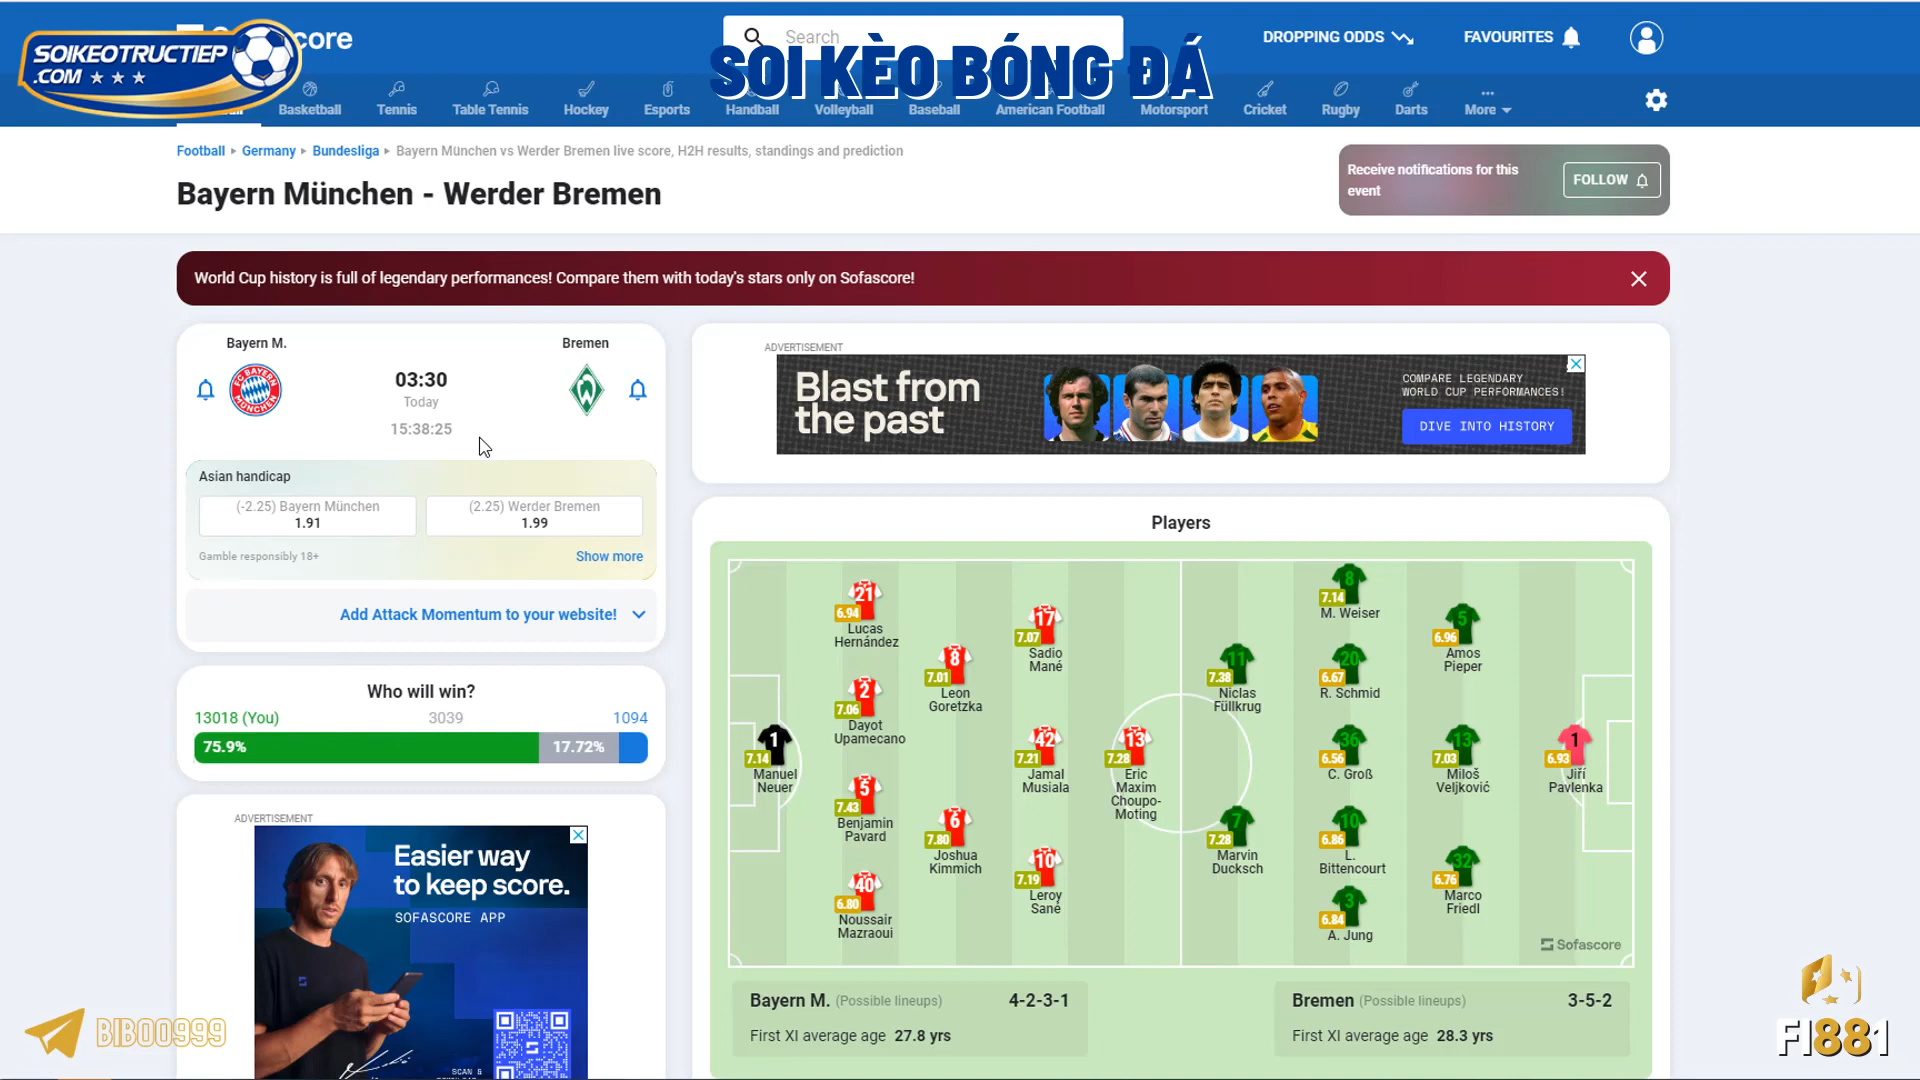 SOIKEOTRUCTIEP
.COM
core
Search
SOI KÈO BÓNG ĐÁ
DROPPING ODDS
FAVOURITES
Basketball
Tennis
Table Tennis
Hockey
Esports
Handball
Volleyball
Baseball
American Football
Motorsport
Cricket
Rugby
Darts
More
Football
Germany
Bundesliga
Bayern München vs Werder Bremen live score, H2H results, standings and prediction
Bayern München - Werder Bremen
Receive notifications for this
event
FOLLOW
World Cup history is full of legendary performances! Compare them with today's stars only on Sofascore!
Bayern M.
Bremen
03:30
Today
15:38:25
Asian handicap
(-2.25) Bayern München
1.91
(2.25) Werder Bremen
1.99
Gamble responsibly 18+
Show more
Add Attack Momentum to your website!
Who will win?
13018 (You)
3039
1094
75.9%
17.72%
ADVERTISEMENT
Easier way
to keep score.
SOFASCORE APP
SCAN &
ADVERTISEMENT
Blast from
the past
COMPARE LEGENDARY
WORLD CUP PERFORMANCES!
DIVE INTO HISTORY
Players
1
7.14
Manuel
Neuer
21
6.94
Lucas
Hernández
2
7.06
Dayot
Upamecano
5
7.43
Benjamin
Pavard
40
6.80
Noussair
Mazraoui
8
7.01
Leon
Goretzka
6
7.80
Joshua
Kimmich
17
7.07
Sadio
Mané
42
7.21
Jamal
Musiala
10
7.19
Leroy
Sané
13
7.28
Eric
Maxim
Choupo-
Moting
11
7.38
Niclas
Füllkrug
7
7.28
Marvin
Ducksch
8
7.14
M. Weiser
20
6.67
R. Schmid
36
6.56
C. Groß
10
6.86
L.
Bittencourt
3
6.84
A. Jung
5
6.96
Amos
Pieper
13
7.03
Miloš
Veljković
32
6.76
Marco
Friedl
1
6.93
Jiří
Pavlenka
Sofascore
Bayern M. (Possible lineups) 4-2-3-1
First XI average age 27.8 yrs
Bremen (Possible lineups) 3-5-2
First XI average age 28.3 yrs
BIBOO999
FI881